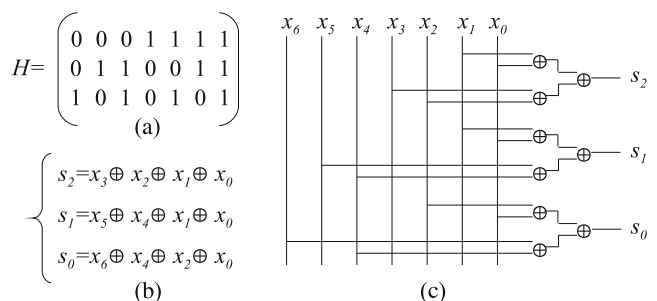 H= 0 0 0 1 1 1 1
0 1 1 0 0 1 1
1 0 1 0 1 0 1
(a)
s₂=x₃⊕ x₂⊕ x₁⊕ x₀
s₁=x₅⊕ x₄⊕ x₁⊕ x₀
s₀=x₆⊕ x₄⊕ x₂⊕ x₀
(b)
x₆ x₅ x₄ x₃ x₂ x₁ x₀
s₂
s₁
s₀
(c)